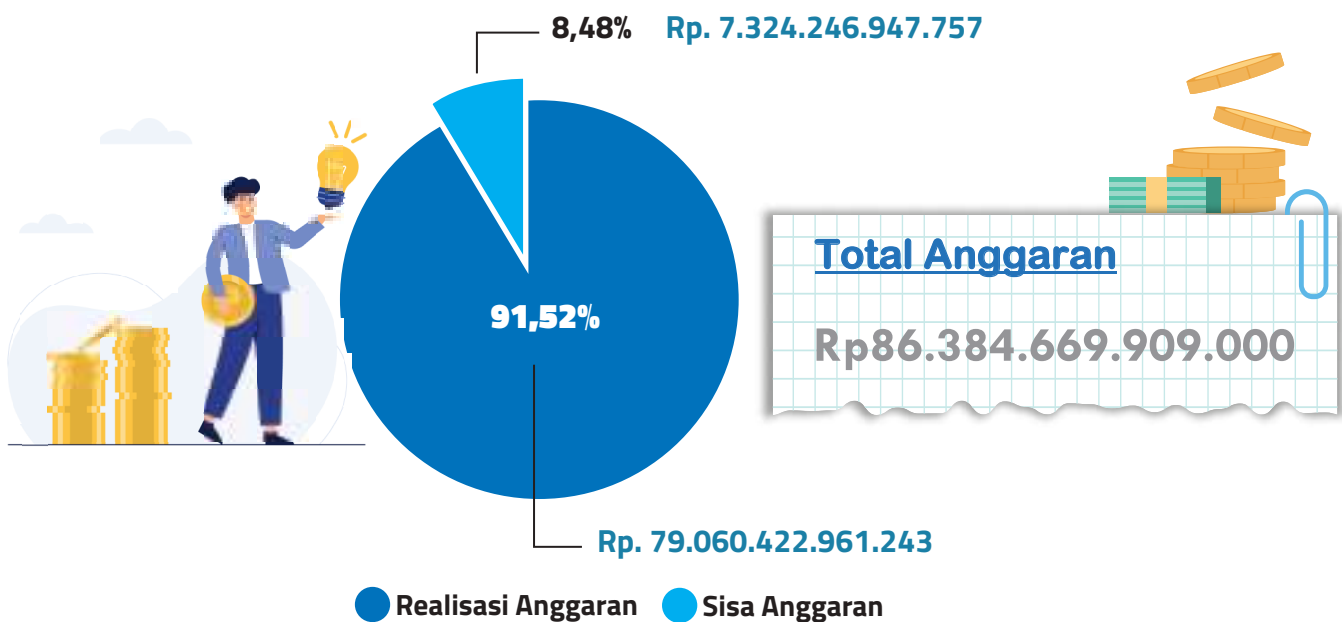 8,48% Rp. 7.324.246.947.757
Total Anggaran
Rp86.384.669.909.000
91,52%
Rp. 79.060.422.961.243
Realisasi Anggaran Sisa Anggaran